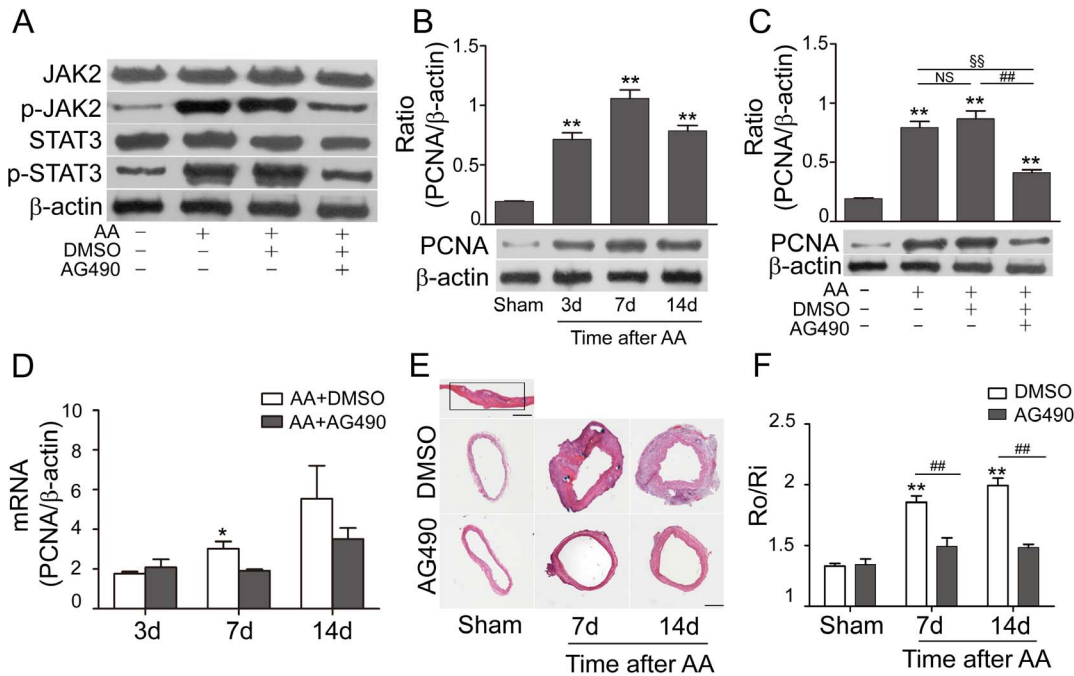 A
JAK2
p-JAK2
STAT3
p-STAT3
β-actin
AA – + + +
DMSO – – + +
AG490 – – – +
B
Ratio
(PCNA/β-actin)
1.5
1
0.5
0
** ** **
PCNA
β-actin
Sham 3d 7d 14d
Time after AA
C
Ratio
(PCNA/β-actin)
1.5
1
0.5
0
§§
NS ##
** ** **
PCNA
β-actin
AA – + + +
DMSO – – + +
AG490 – – – +
D
mRNA
(PCNA/β-actin)
AA+DMSO
AA+AG490
10
8
6
4
2
0
*
3d 7d 14d
E
DMSO
AG490
Sham 7d 14d
Time after AA
F
DMSO
AG490
Ro/Ri
2.5
2
1.5
1
** ##
** ##
Sham 7d 14d
Time after AA